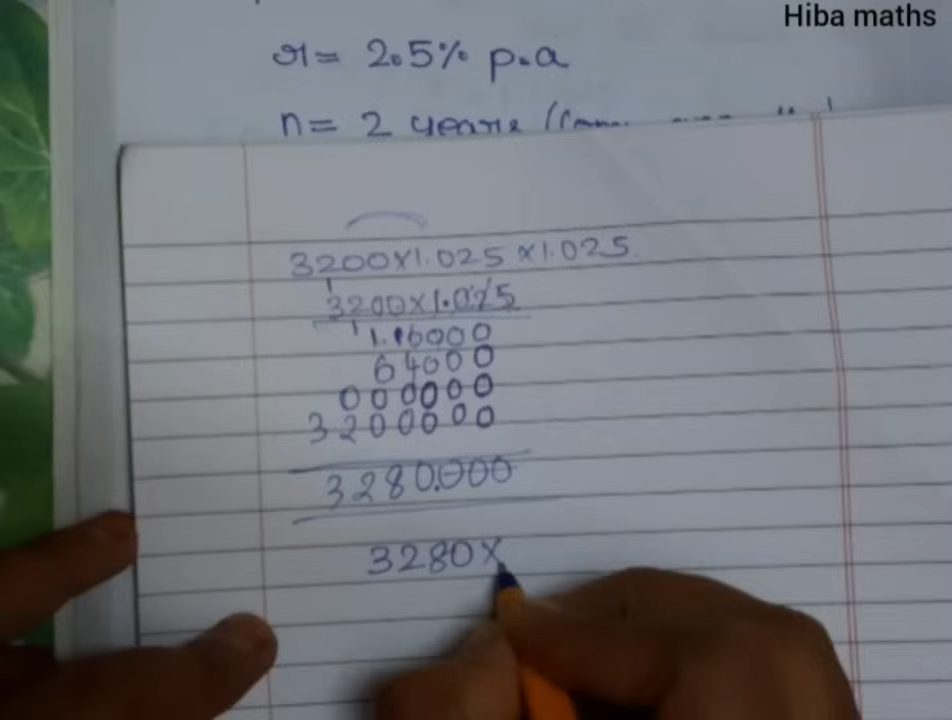 Hiba maths
r = 2.5% p.a
n = 2 years
3200×1.025×1.025
3200×1.025
16000
64000
000000
3200000
3280.000
3280×